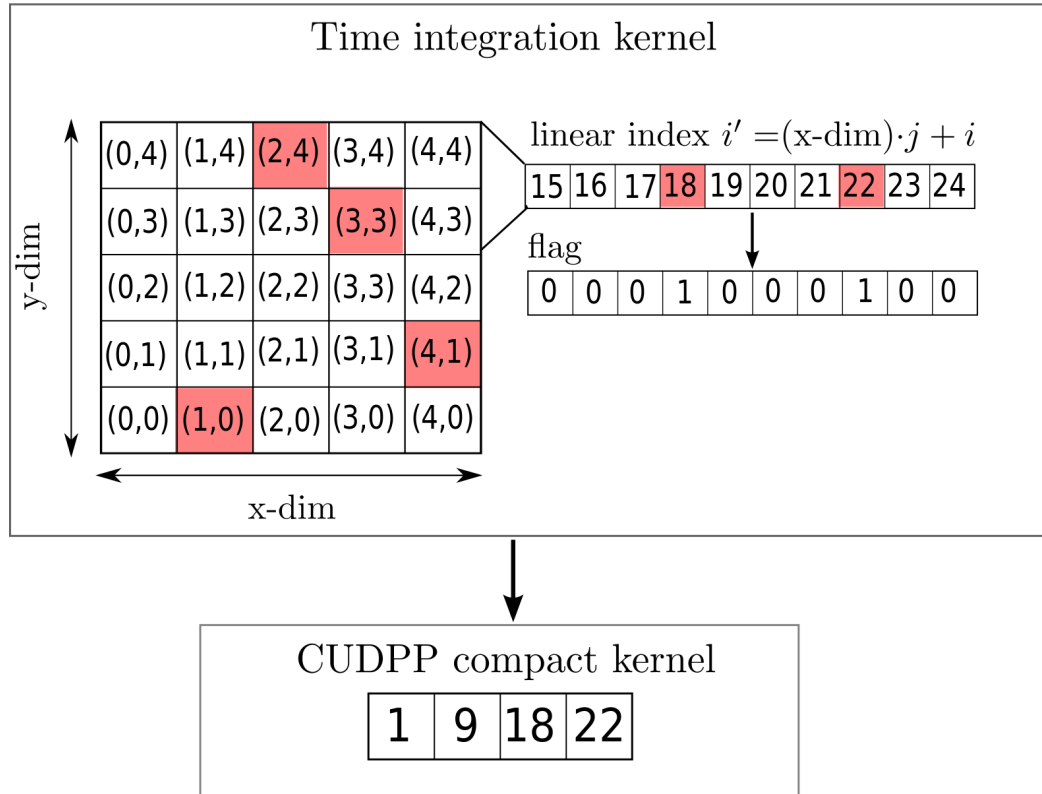 Time integration kernel
linear index i′ =(x-dim)·j + i
(0,4) (1,4) (2,4) (3,4) (4,4)
15 16 17 18 19 20 21 22 23 24
(0,3) (1,3) (2,3) (3,3) (4,3)
flag
(0,2) (1,2) (2,2) (3,3) (4,2)
0 0 0 1 0 0 0 1 0 0
(0,1) (1,1) (2,1) (3,1) (4,1)
(0,0) (1,0) (2,0) (3,0) (4,0)
y-dim
x-dim
CUDPP compact kernel
1 9 18 22